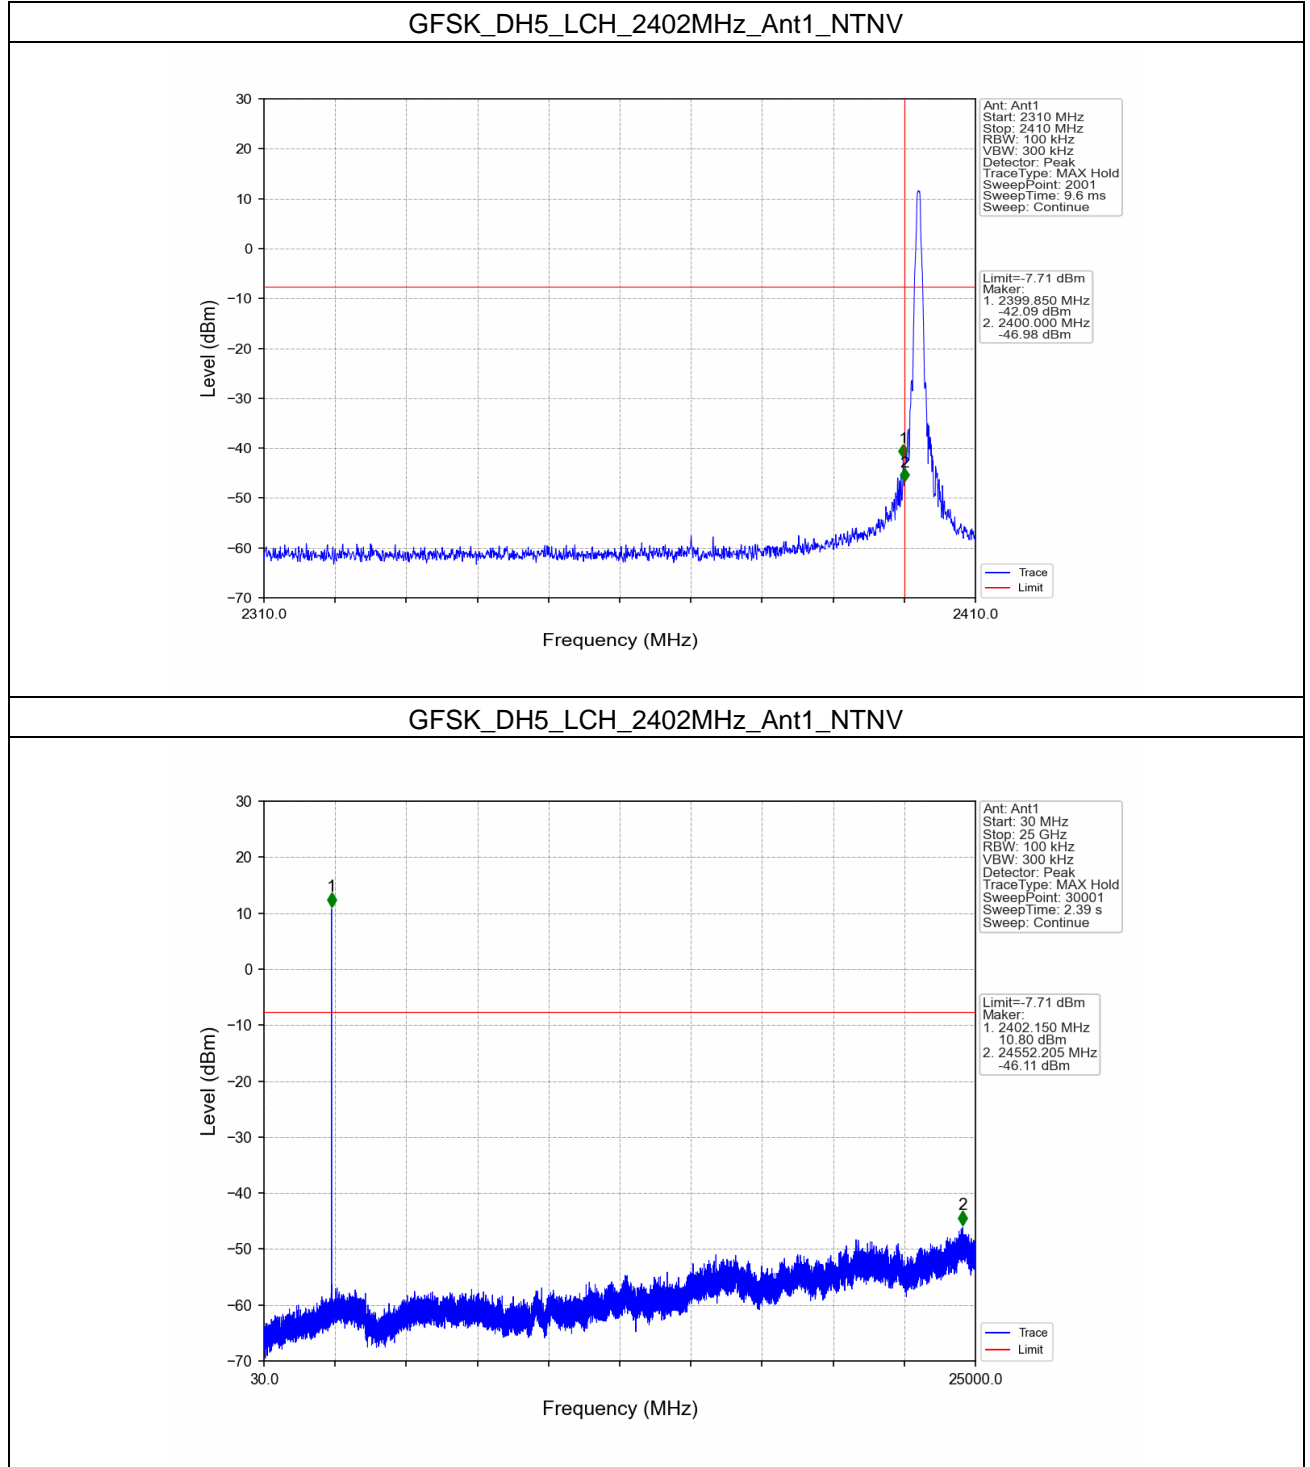 GFSK_DH5_LCH_2402MHz_Ant1_NTNV
30
20
10
0
−10
−20
−30
−40
−50
−60
−70
Level (dBm)
2310.0
2410.0
Frequency (MHz)
1
2
Ant: Ant1
Start: 2310 MHz
Stop: 2410 MHz
RBW: 100 kHz
VBW: 300 kHz
Detector: Peak
TraceType: MAX Hold
SweepPoint: 2001
SweepTime: 9.6 ms
Sweep: Continue
Limit=-7.71 dBm
Maker:
1. 2399.850 MHz
-42.09 dBm
2. 2400.000 MHz
-46.98 dBm
Trace
Limit
GFSK_DH5_LCH_2402MHz_Ant1_NTNV
30
20
10
0
−10
−20
−30
−40
−50
−60
−70
Level (dBm)
30.0
25000.0
Frequency (MHz)
1
2
Ant: Ant1
Start: 30 MHz
Stop: 25 GHz
RBW: 100 kHz
VBW: 300 kHz
Detector: Peak
TraceType: MAX Hold
SweepPoint: 30001
SweepTime: 2.39 s
Sweep: Continue
Limit=-7.71 dBm
Maker:
1. 2402.150 MHz
10.80 dBm
2. 24552.205 MHz
-46.11 dBm
Trace
Limit